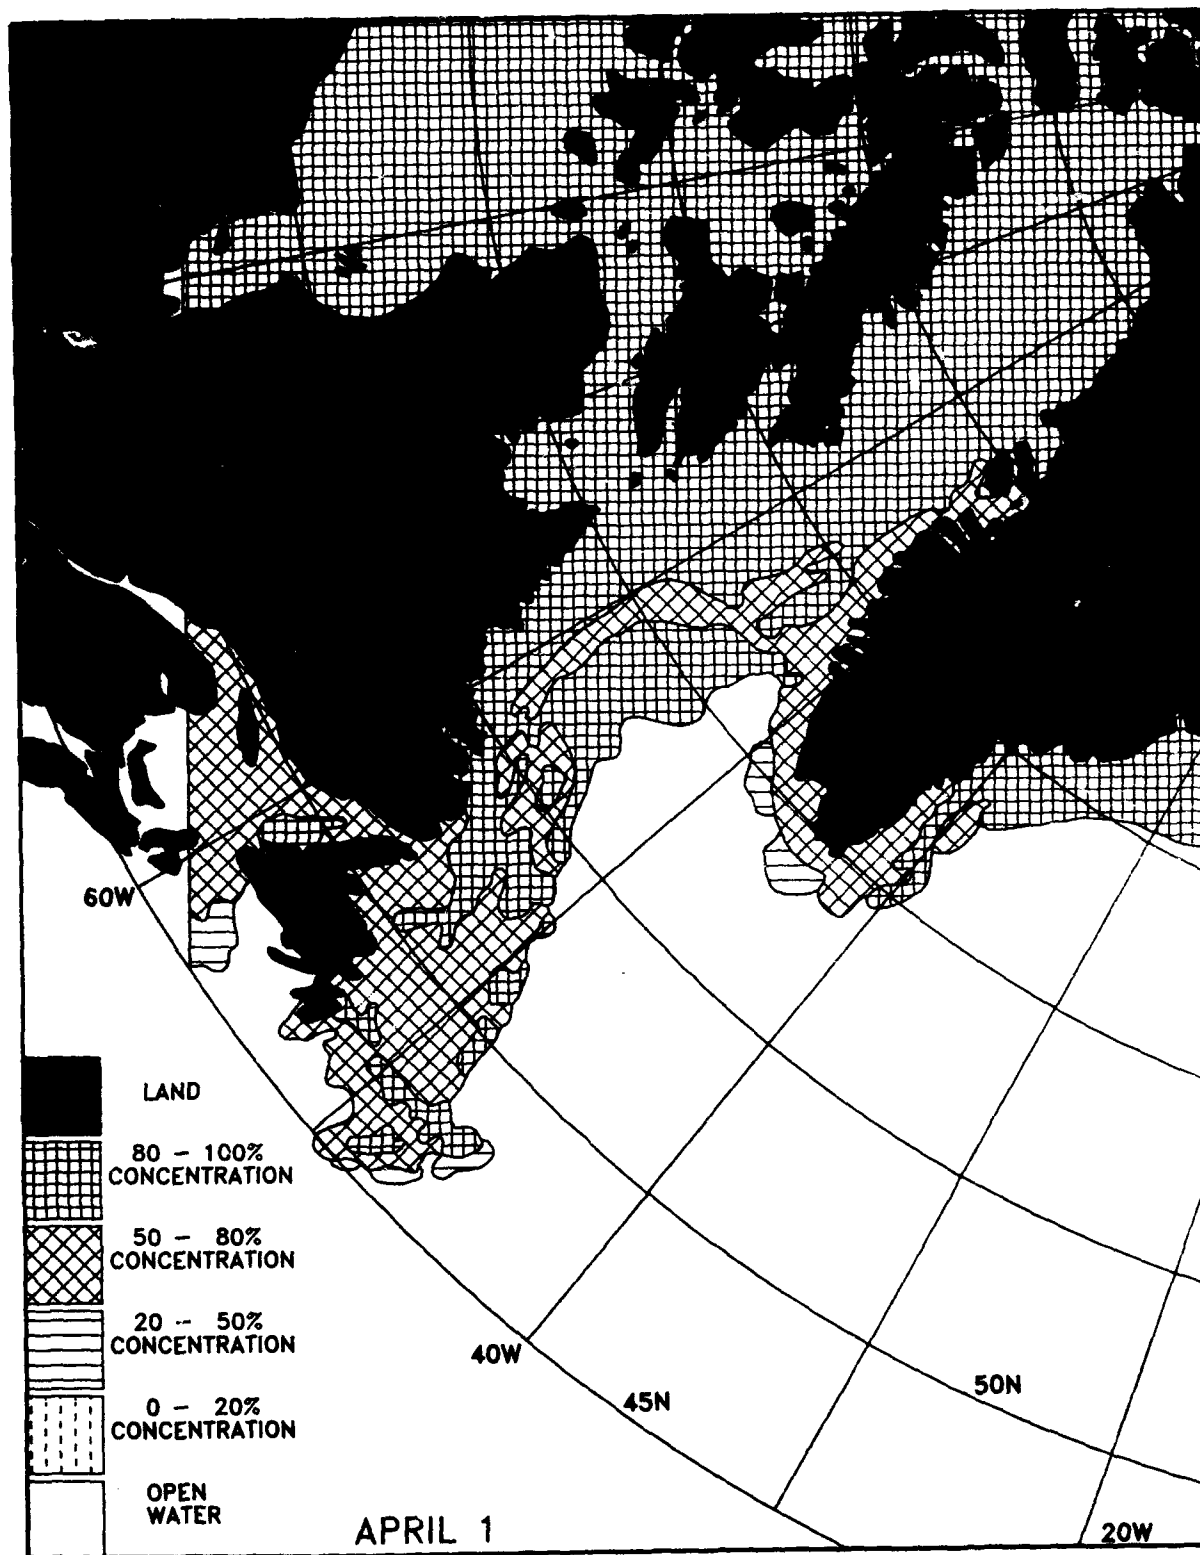 60W
LAND
80 - 100%
CONCENTRATION
50 - 80%
CONCENTRATION
20 - 50%
CONCENTRATION
0 - 20%
CONCENTRATION
OPEN
WATER
40W
45N
50N
20W
APRIL 1